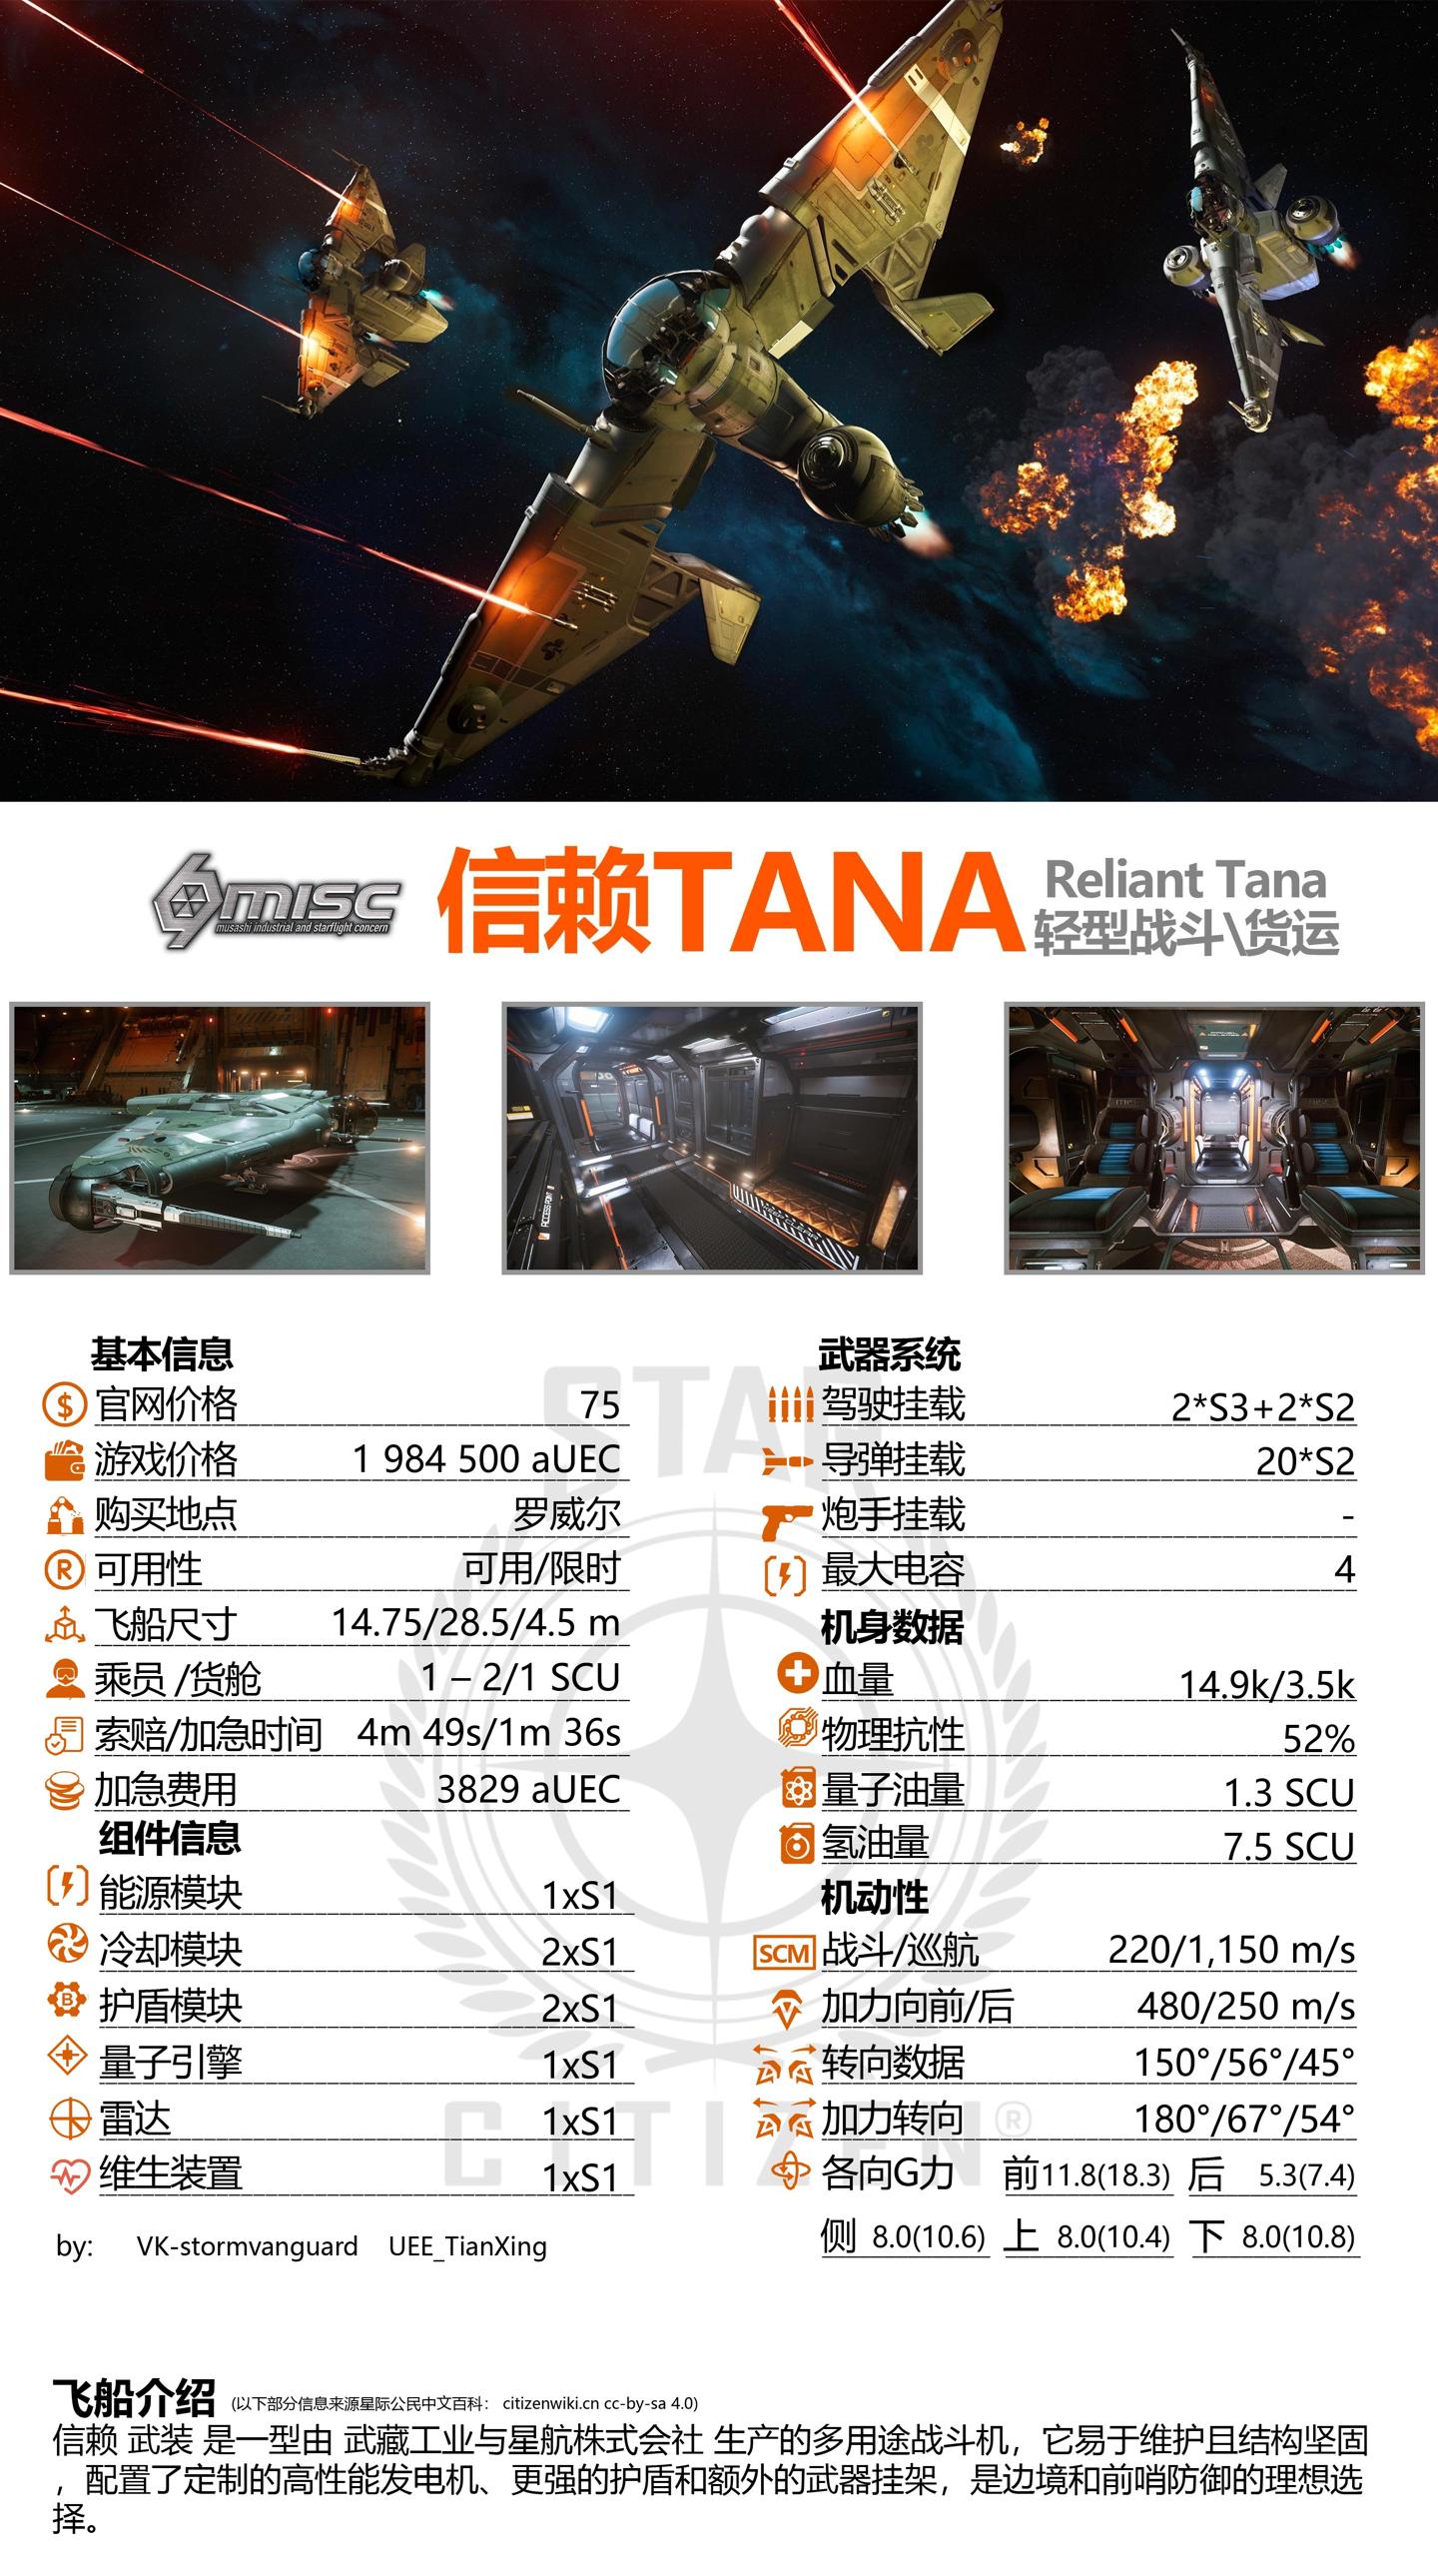 misc
musashi industrial and starflight concern
信赖TANA
Reliant Tana
轻型战斗\货运
基本信息
官网价格 75
游戏价格 1 984 500 aUEC
购买地点 罗威尔
可用性 可用/限时
飞船尺寸 14.75/28.5/4.5 m
乘员 /货舱 1 – 2/1 SCU
索赔/加急时间 4m 49s/1m 36s
加急费用 3829 aUEC
组件信息
能源模块 1xS1
冷却模块 2xS1
护盾模块 2xS1
量子引擎 1xS1
雷达 1xS1
维生装置 1xS1
by: VK-stormvanguard UEE_TianXing
武器系统
驾驶挂载 2*S3+2*S2
导弹挂载 20*S2
炮手挂载 -
最大电容 4
机身数据
血量 14.9k/3.5k
物理抗性 52%
量子油量 1.3 SCU
氢油量 7.5 SCU
机动性
SCM 战斗/巡航 220/1,150 m/s
加力向前/后 480/250 m/s
转向数据 150°/56°/45°
加力转向 180°/67°/54°
各向G力 前11.8(18.3) 后 5.3(7.4)
侧 8.0(10.6) 上 8.0(10.4) 下 8.0(10.8)
STAR
CITIZEN®
飞船介绍 (以下部分信息来源星际公民中文百科： citizenwiki.cn cc-by-sa 4.0)
信赖 武装 是一型由 武藏工业与星航株式会社 生产的多用途战斗机，它易于维护且结构坚固
，配置了定制的高性能发电机、更强的护盾和额外的武器挂架，是边境和前哨防御的理想选
择。